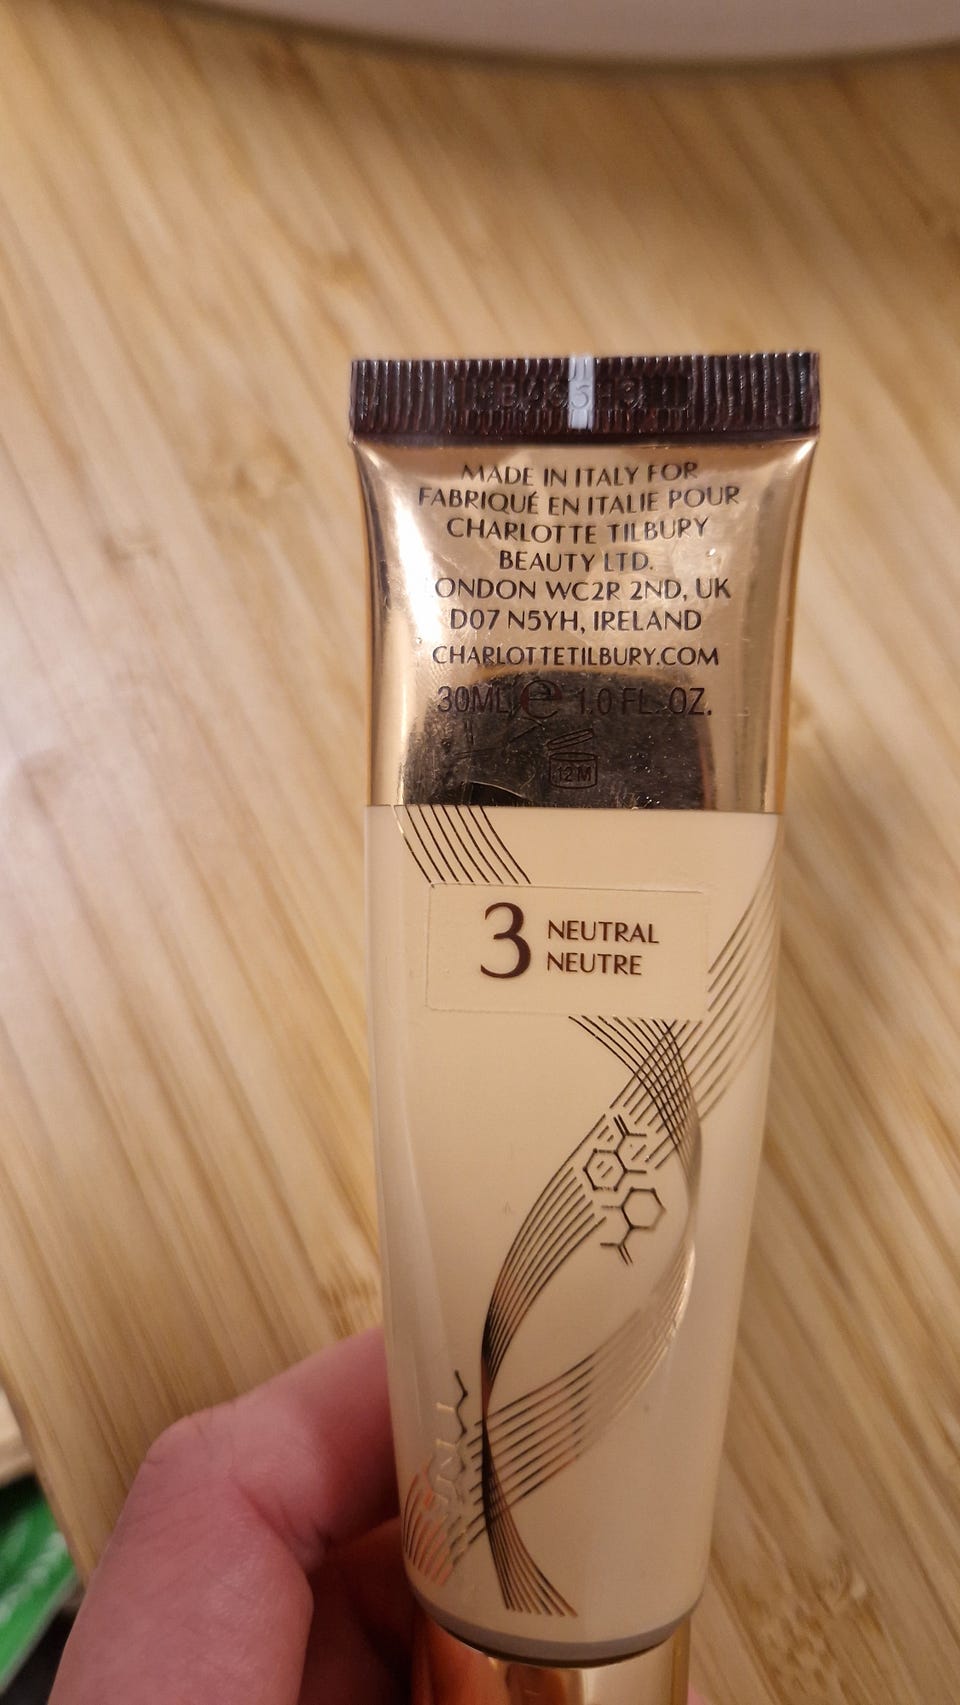 MADE IN ITALY FOR
FABRIQUÉ EN ITALIE POUR
CHARLOTTE TILBURY
BEAUTY LTD.
LONDON WC2R 2ND, UK
D07 N5YH, IRELAND
CHARLOTTETILBURY.COM
30ML e 1.0 FL. OZ.
12M
3 NEUTRAL
NEUTRE